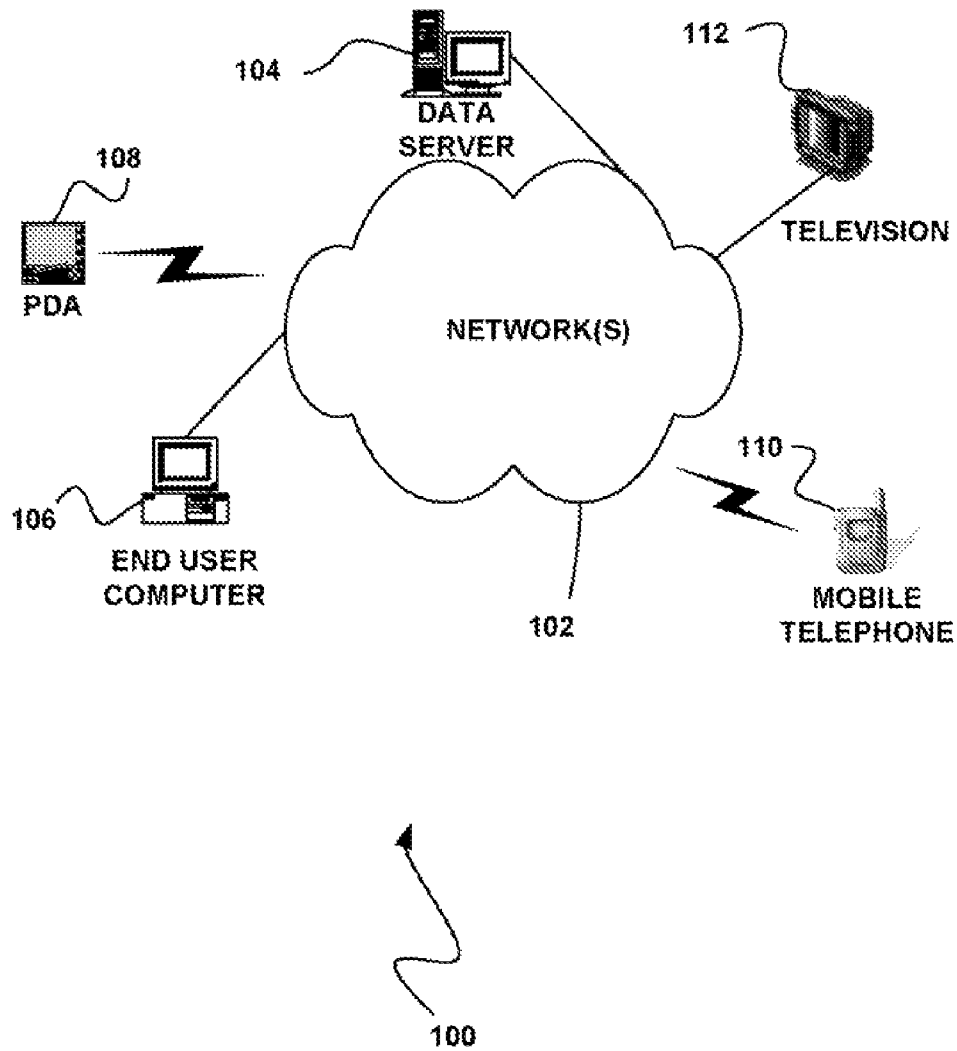 104
DATA
SERVER
112
TELEVISION
108
PDA
NETWORK(S)
106
END USER
COMPUTER
110
MOBILE
TELEPHONE
102
100